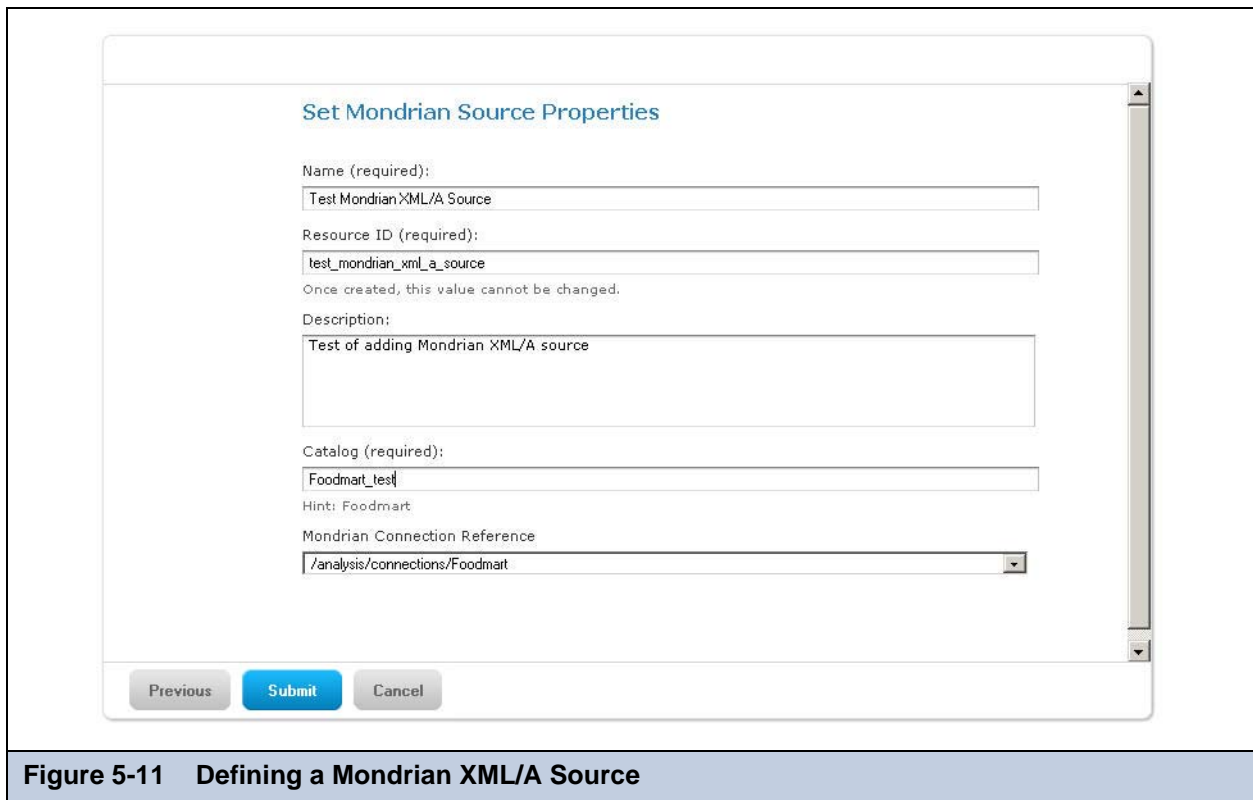 Set Mondrian Source Properties
Name (required):
Test Mondrian XML/A Source
Resource ID (required):
test_mondrian_xml_a_source
Once created, this value cannot be changed.
Description:
Test of adding Mondrian XML/A source
Catalog (required):
Foodmart_test
Hint: Foodmart
Mondrian Connection Reference
/analysis/connections/Foodmart
Previous Submit Cancel
Figure 5-11 Defining a Mondrian XML/A Source